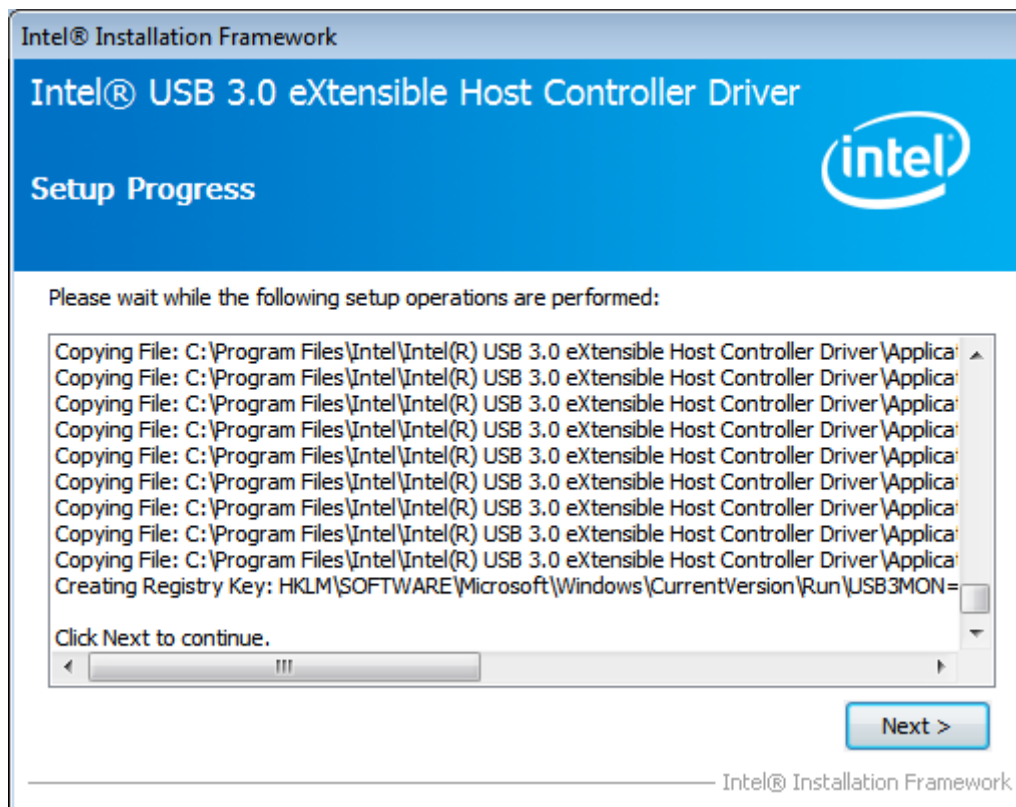 Intel® Installation Framework
Intel® USB 3.0 eXtensible Host Controller Driver
intel
Setup Progress
Please wait while the following setup operations are performed:
Copying File: C:\Program Files\Intel\Intel(R) USB 3.0 eXtensible Host Controller Driver\Applicat
Copying File: C:\Program Files\Intel\Intel(R) USB 3.0 eXtensible Host Controller Driver\Applicat
Copying File: C:\Program Files\Intel\Intel(R) USB 3.0 eXtensible Host Controller Driver\Applicat
Copying File: C:\Program Files\Intel\Intel(R) USB 3.0 eXtensible Host Controller Driver\Applicat
Copying File: C:\Program Files\Intel\Intel(R) USB 3.0 eXtensible Host Controller Driver\Applicat
Copying File: C:\Program Files\Intel\Intel(R) USB 3.0 eXtensible Host Controller Driver\Applicat
Copying File: C:\Program Files\Intel\Intel(R) USB 3.0 eXtensible Host Controller Driver\Applicat
Copying File: C:\Program Files\Intel\Intel(R) USB 3.0 eXtensible Host Controller Driver\Applicat
Copying File: C:\Program Files\Intel\Intel(R) USB 3.0 eXtensible Host Controller Driver\Applicat
Creating Registry Key: HKLM\SOFTWARE\Microsoft\Windows\CurrentVersion\Run\USB3MON=
Click Next to continue.
Next >
Intel® Installation Framework